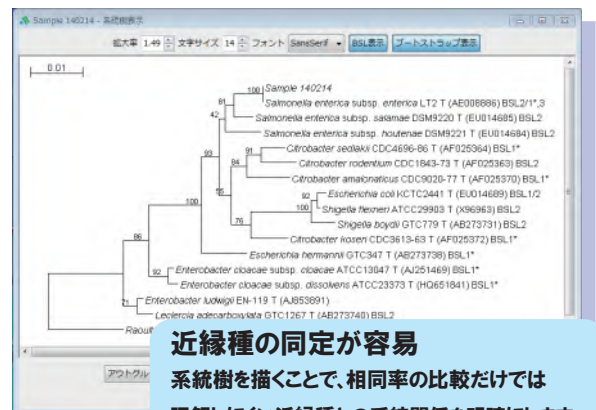 Sample 140214 - 系統樹表示
拡大率 1.49 文字サイズ 14 フォント SansSerif BSL表示 ブートストラップ表示
0.01
100 Sample 140214
81 Salmonella enterica subsp. enterica LT2 T (AE008886) BSL2/1*,3
42 Salmonella enterica subsp. salamae DSM9220 T (EU014685) BSL2
Salmonella enterica subsp. houtenae DSM9221 T (EU014684) BSL2
93 91 Citrobacter sedlakii CDC4696-86 T (AF025364) BSL1*
84 Citrobacter rodentium CDC1843-73 T (AF025363) BSL2
Citrobacter amalonaticus CDC9020-77 T (AF025370) BSL1*
55 92 Escherichia coli KCTC2441 T (EU014689) BSL1/2
100 100 Shigella flexneri ATCC29903 T (X96963) BSL2
76 Shigella boydii GTC779 T (AB273731) BSL2
Citrobacter koseri CDC3613-63 T (AF025372) BSL1*
86 Escherichia hermannii GTC347 T (AB273738) BSL1*
Enterobacter cloacae subsp. cloacae ATCC13047 T (AJ251469) BSL1*
92 Enterobacter cloacae subsp. dissolvens ATCC23373 T (HQ651841) BSL1*
71 Enterobacter ludwigii EN-119 T (AJ853891)
Leclercia adecarboxylata GTC1267 T (AB273740) BSL2
Raoult
アウトグル
近縁種の同定が容易
系統樹を描くことで、相同率の比較だけでは